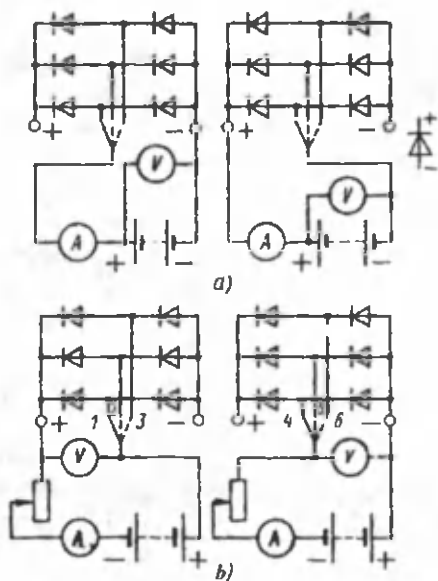 + − + − + −
V V
A A
+ − + −
a)
1 3 4 6
+ − + −
V V
A A
− + − +
b)